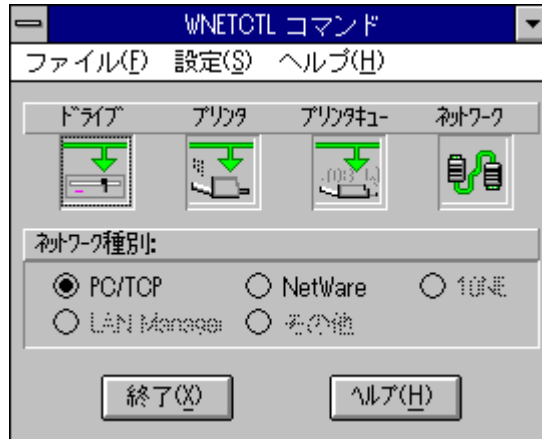 WNETCTL コマンド
ファイル(F) 設定(S) ヘルプ(H)
ドライブ プリンタ プリンタキュー ネットワーク
ネットワーク種別:
PC/TCP NetWare
LAN Manager その他
終了(X) ヘルプ(H)